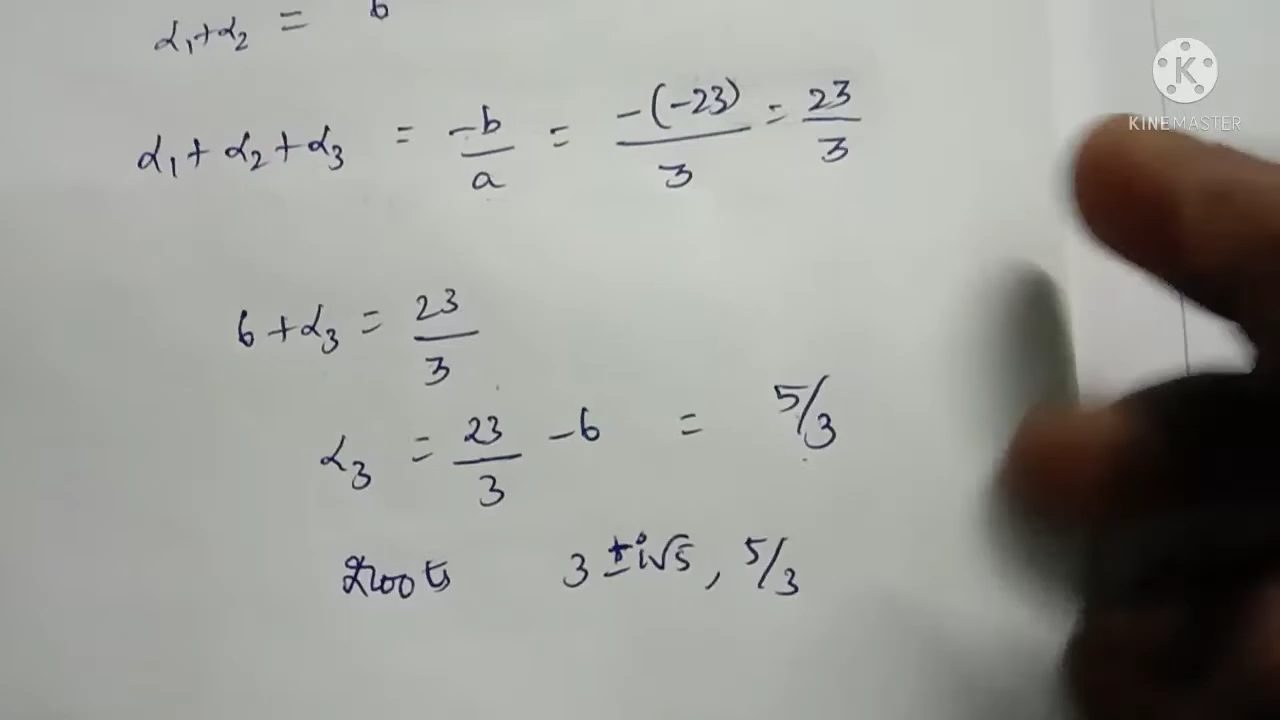 α₁+α₂ = 6
α₁ + α₂ + α₃ = -b/a = -(-23)/3 = 23/3
6 + α₃ = 23/3
α₃ = 23/3 - 6 = 5/3
Roots 3 ± i√5, 5/3
K
KINEMASTER